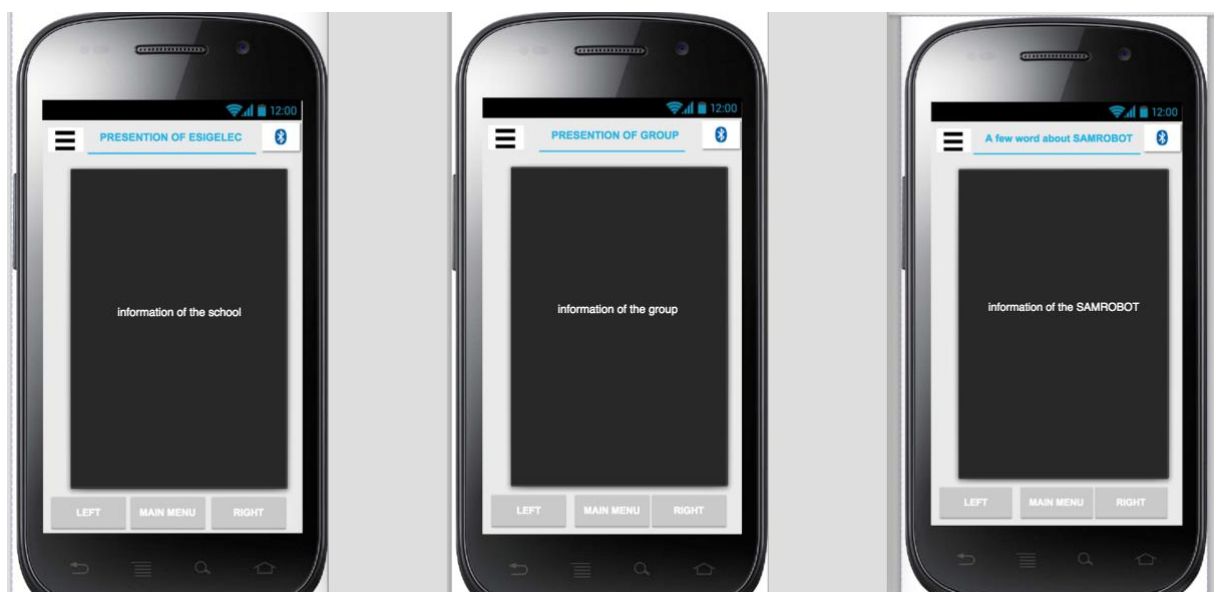 12:00
PRESENTION OF ESIGELEC
information of the school
LEFT MAIN MENU RIGHT
12:00
PRESENTION OF GROUP
information of the group
LEFT MAIN MENU RIGHT
12:00
A few word about SAMROBOT
information of the SAMROBOT
LEFT MAIN MENU RIGHT